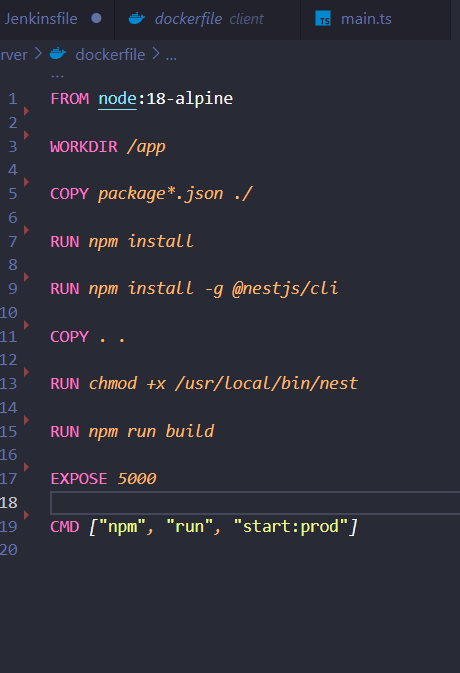 Jenkinsfile dockerfile client main.ts
rver > dockerfile > ...
...
1 FROM node:18-alpine
2
3 WORKDIR /app
4
5 COPY package*.json ./
6
7 RUN npm install
8
9 RUN npm install -g @nestjs/cli
10
11 COPY . .
12
13 RUN chmod +x /usr/local/bin/nest
14
15 RUN npm run build
16
17 EXPOSE 5000
18
19 CMD ["npm", "run", "start:prod"]
20